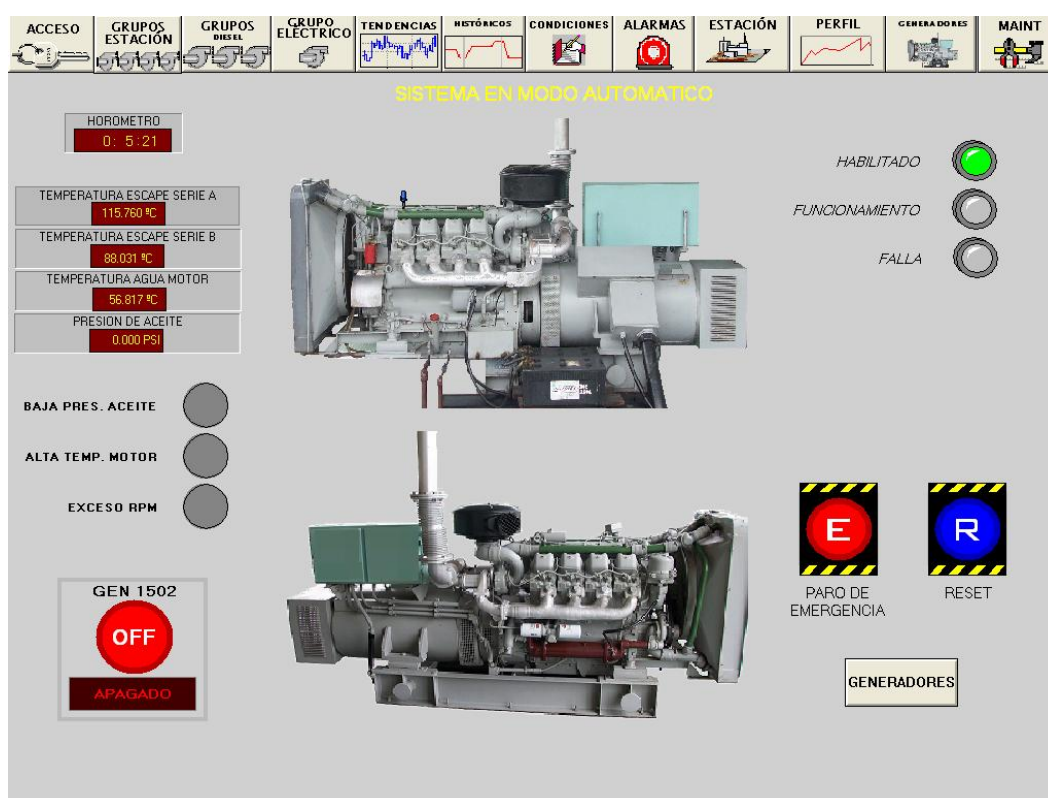 ACCESO
GRUPOS
ESTACIÓN
GRUPOS
DIESEL
GRUPO
ELÉCTRICO
TENDENCIAS
HISTÓRICOS
CONDICIONES
ALARMAS
ESTACIÓN
PERFIL
GENERADORES
MAINT
SISTEMA EN MODO AUTOMATICO
HOROMETRO
0: 5:21
TEMPERATURA ESCAPE SERIE A
115.760 ºC
TEMPERATURA ESCAPE SERIE B
88.031 ºC
TEMPERATURA AGUA MOTOR
56.817 ºC
PRESION DE ACEITE
0.000 PSI
HABILITADO
FUNCIONAMIENTO
FALLA
BAJA PRES. ACEITE
ALTA TEMP. MOTOR
EXCESO RPM
GEN 1502
OFF
APAGADO
E
PARO DE
EMERGENCIA
R
RESET
GENERADORES